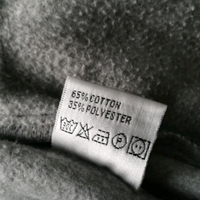 65% COTTON
35% POLYESTER